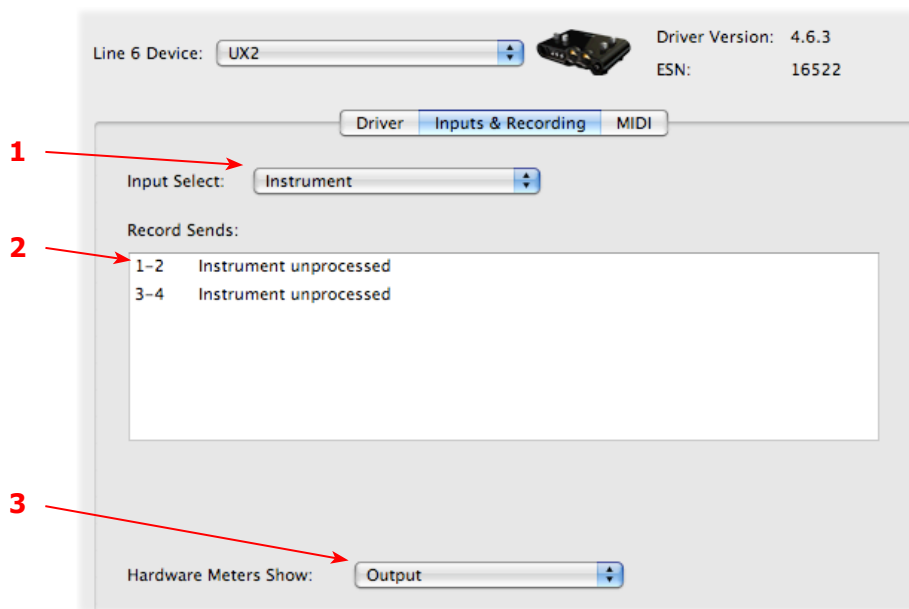 Line 6 Device: UX2
Driver Version: 4.6.3
ESN: 16522
Driver Inputs & Recording MIDI
1
Input Select: Instrument
Record Sends:
2
1-2 Instrument unprocessed
3-4 Instrument unprocessed
3
Hardware Meters Show: Output